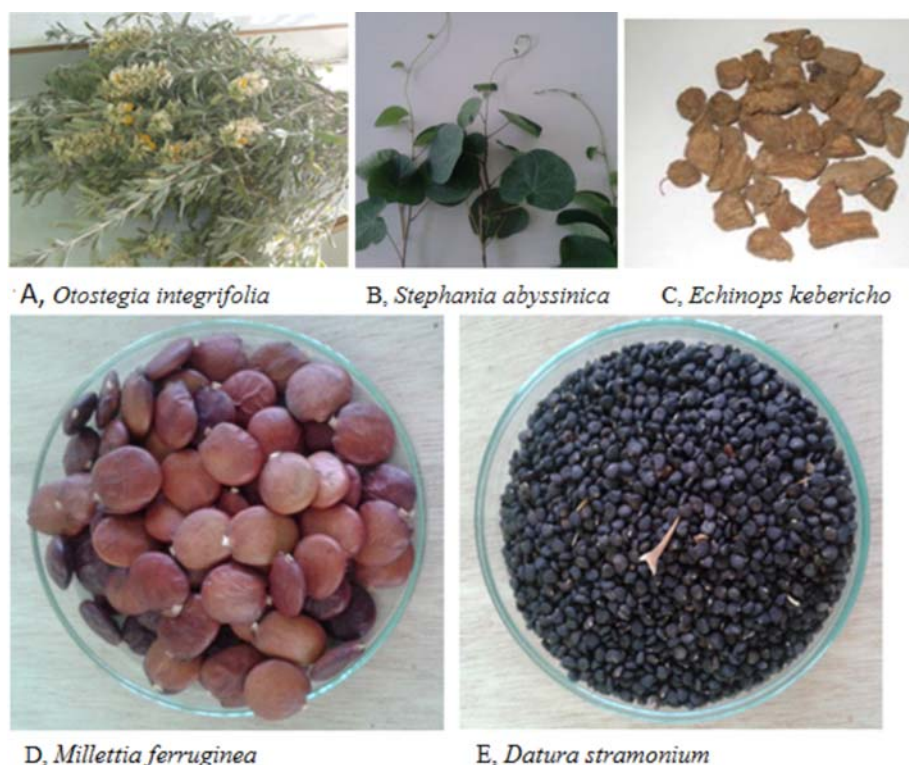 A, Otostegia integrifolia B, Stephania abyssinica C, Echinops kebericho
D, Millettia ferruginea E, Datura stramonium